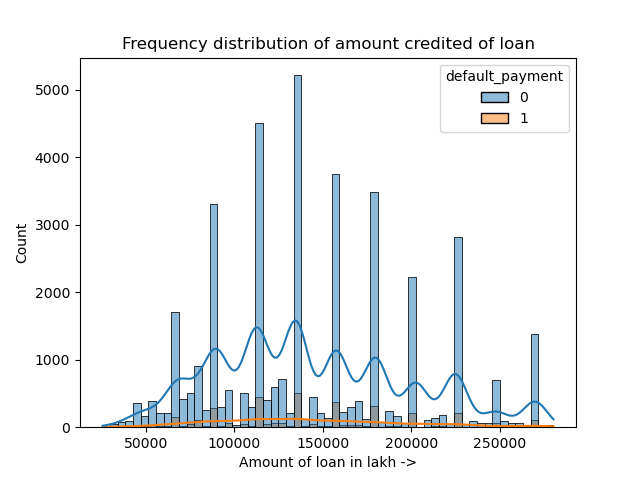 Frequency distribution of amount credited of loan
default_payment
0
1
Count
5000
4000
3000
2000
1000
0
50000 100000 150000 200000 250000
Amount of loan in lakh ->